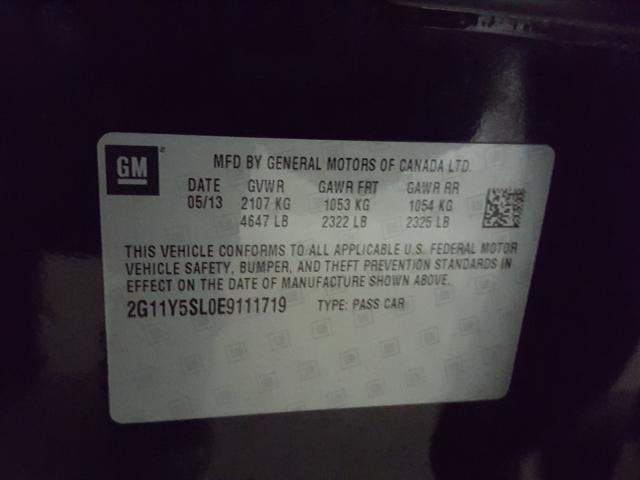 GM
MFD BY GENERAL MOTORS OF CANADA LTD.
DATE GVWR GAWR FRT GAWR RR
05/13 2107 KG 1053 KG 1054 KG
4647 LB 2322 LB 2325 LB
THIS VEHICLE CONFORMS TO ALL APPLICABLE U.S. FEDERAL MOTOR
VEHICLE SAFETY, BUMPER, AND THEFT PREVENTION STANDARDS IN
EFFECT ON THE DATE OF MANUFACTURE SHOWN ABOVE.
2G11Y5SL0E9111719 TYPE: PASS CAR